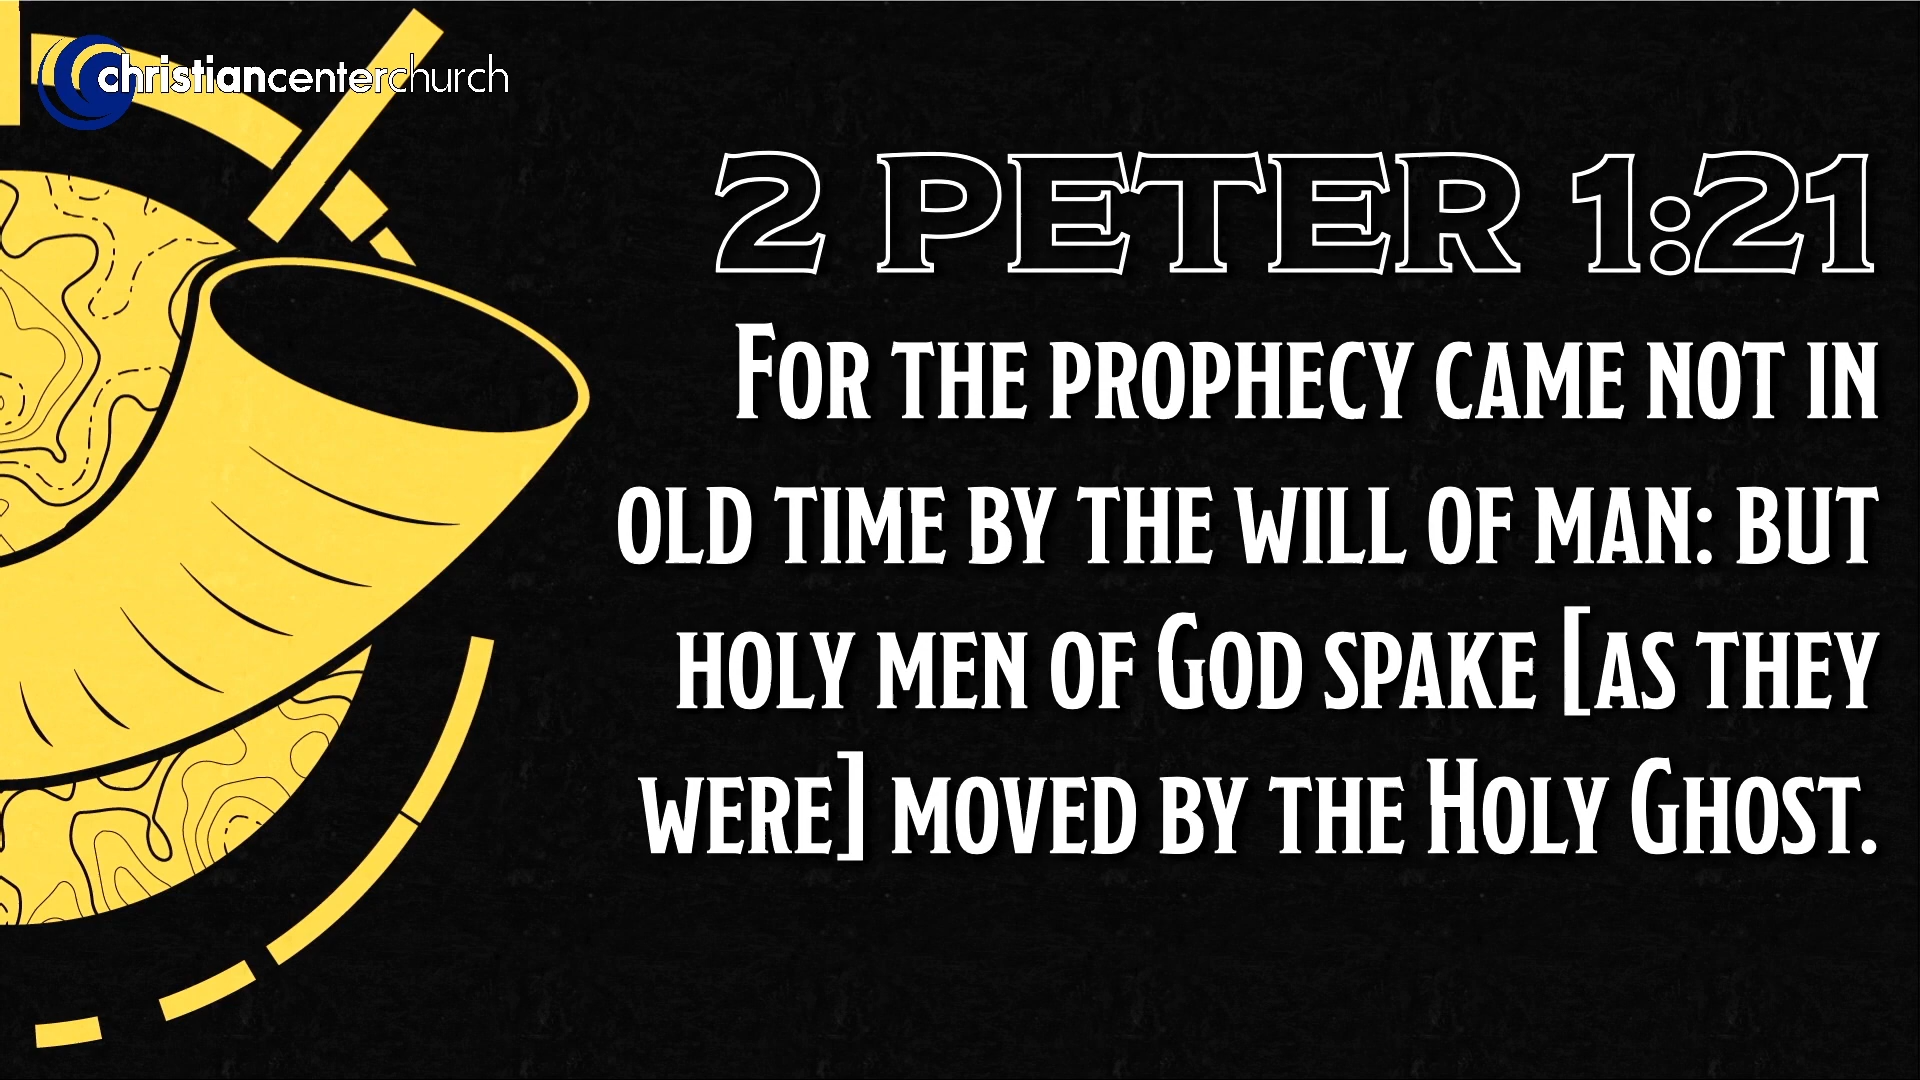 christiancenterchurch
2 PETER 1:21
For the prophecy came not in
old time by the will of man: but
holy men of God spake [as they
were] moved by the Holy Ghost.